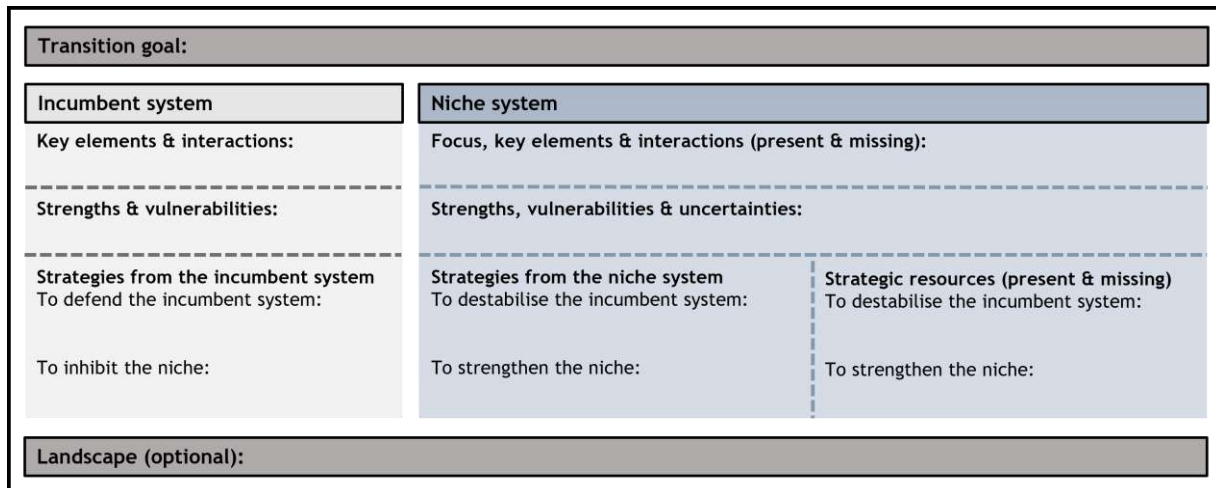 Transition goal:
Incumbent system
Key elements & interactions:
Strengths & vulnerabilities:
Strategies from the incumbent system
To defend the incumbent system:
To inhibit the niche:
Niche system
Focus, key elements & interactions (present & missing):
Strengths, vulnerabilities & uncertainties:
Strategies from the niche system
To destabilise the incumbent system:
To strengthen the niche:
Strategic resources (present & missing)
To destabilise the incumbent system:
To strengthen the niche:
Landscape (optional):